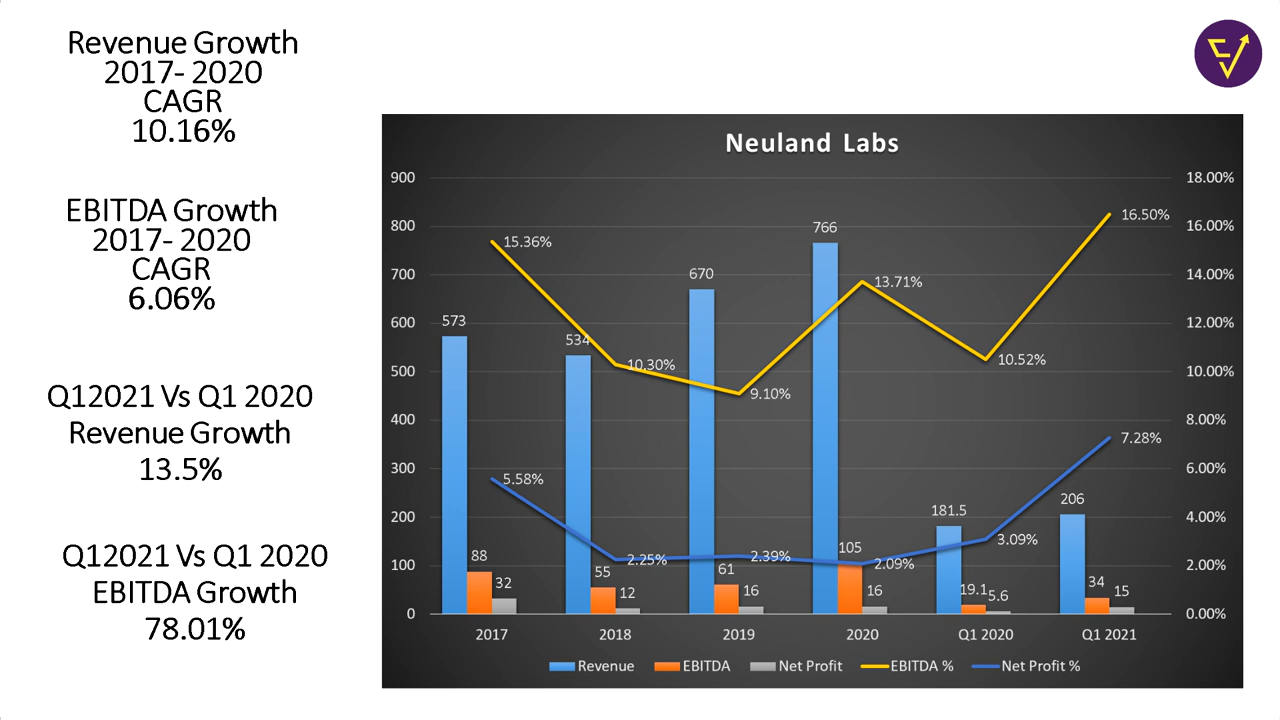 Revenue Growth
2017- 2020
CAGR
10.16%
EBITDA Growth
2017- 2020
CAGR
6.06%
Q12021 Vs Q1 2020
Revenue Growth
13.5%
Q12021 Vs Q1 2020
EBITDA Growth
78.01%
Neuland Labs
900 18.00%
800 16.00%
700 14.00%
600 12.00%
500 10.00%
400 8.00%
300 6.00%
200 4.00%
100 2.00%
0 0.00%
573 534 670 766 181.5 206
88 55 61 105 19.1 34
32 12 16 16 5.6 15
15.36% 10.30% 9.10% 13.71% 10.52% 16.50%
5.58% 2.25% 2.39% 2.09% 3.09% 7.28%
2017 2018 2019 2020 Q1 2020 Q1 2021
Revenue EBITDA Net Profit EBITDA % Net Profit %